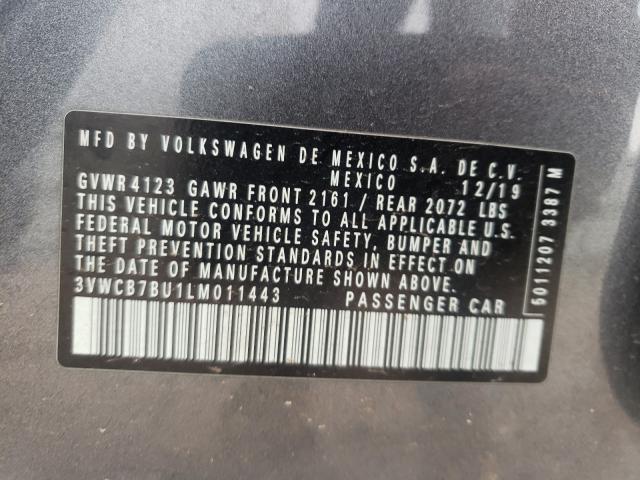 MFD BY VOLKSWAGEN DE MEXICO S.A. DE C.V.
MEXICO 12/19
GVWR 4123 GAWR FRONT 2161 / REAR 2072 LBS
THIS VEHICLE CONFORMS TO ALL APPLICABLE U.S.
FEDERAL MOTOR VEHICLE SAFETY, BUMPER AND
THEFT PREVENTION STANDARDS IN EFFECT ON
THE DATE OF MANUFACTURE SHOWN ABOVE.
3VWCB7BU1LM011443 PASSENGER CAR
5011207 3387 M